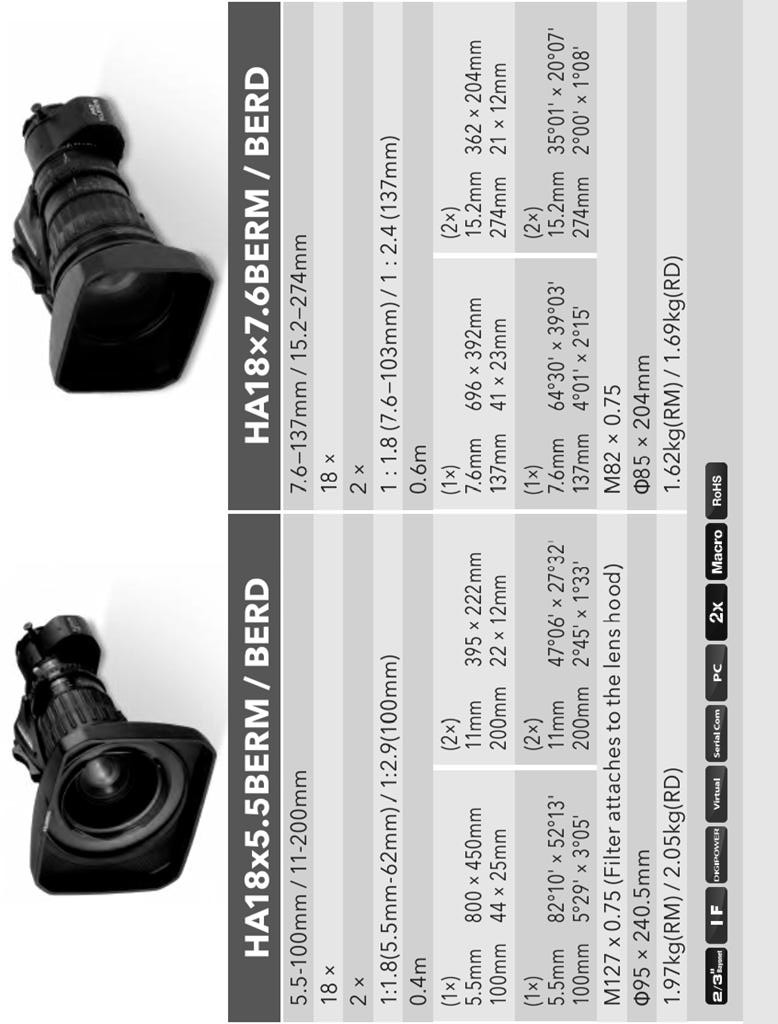 HA18x5.5BERM / BERD
5.5-100mm / 11-200mm
18 ×
2 ×
1:1.8(5.5mm-62mm) / 1:2.9(100mm)
0.4m
(1×)
5.5mm 800 × 450mm
100mm 44 × 25mm
(2×)
11mm 395 × 222mm
200mm 22 × 12mm
(1×)
5.5mm 82°10' × 52°13'
100mm 5°29' × 3°05'
(2×)
11mm 47°06' × 27°32'
200mm 2°45' × 1°33'
M127 x 0.75 (Filter attaches to the lens hood)
Φ95 × 240.5mm
1.97kg(RM) / 2.05kg(RD)
HA18×7.6BERM / BERD
7.6–137mm / 15.2–274mm
18 ×
2 ×
1 : 1.8 (7.6–103mm) / 1 : 2.4 (137mm)
0.6m
(1×)
7.6mm 696 × 392mm
137mm 41 × 23mm
(2×)
15.2mm 362 × 204mm
274mm 21 × 12mm
(1×)
7.6mm 64°30' × 39°03'
137mm 4°01' × 2°15'
(2×)
15.2mm 35°01' × 20°07'
274mm 2°00' × 1°08'
M82 × 0.75
Φ85 × 204mm
1.62kg(RM) / 1.69kg(RD)
2/3" Bayonet IF DIGIPOWER Virtual Serial Com PC 2x Macro RoHS